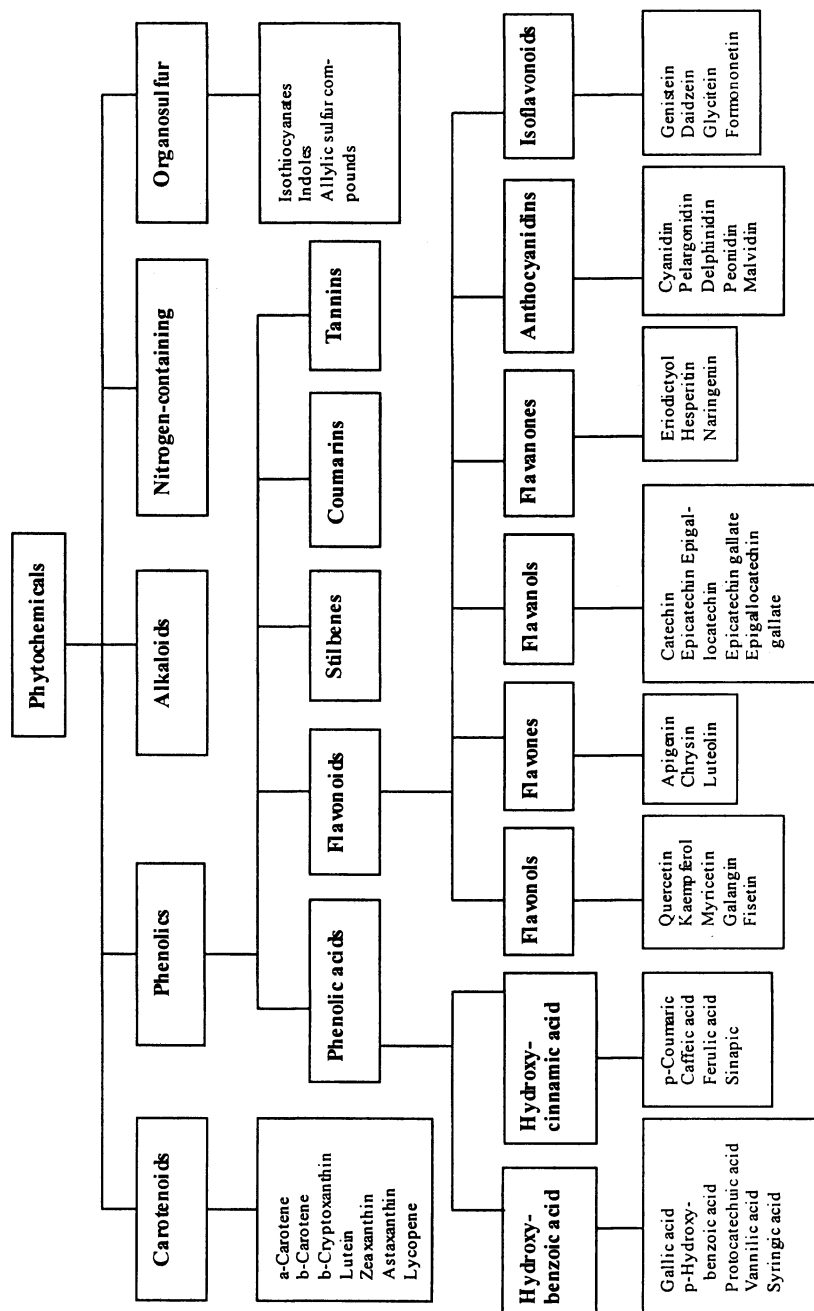 Phytochemicals
Carotenoids
Phenolics
Alkaloids
Nitrogen-containing
Organosulfur
a-Carotene
b-Carotene
b-Cryptoxanthin
Lutein
Zeaxanthin
Astaxanthin
Lycopene
Isothiocyanates
Indoles
Allylic sulfur com-
pounds
Phenolic acids
Flavonoids
Stilbenes
Coumarins
Tannins
Hydroxy-
benzoic acid
Hydroxy-
cinnamic acid
Flavonols
Flavones
Flavanols
Flavanones
Anthocyanidins
Isoflavonoids
Gallic acid
p-Hydroxy-
benzoic acid
Protocatechuic acid
Vannilic acid
Syringic acid
p-Coumaric
Caffeic acid
Ferulic acid
Sinapic
Quercetin
Kaempferol
Myricetin
Galangin
Fisetin
Apigenin
Chrysin
Luteolin
Catechin
Epicatechin Epigal-
locatechin
Epicatechin gallate
Epigallocatechin
gallate
Eriodictyol
Hesperitin
Naringenin
Cyanidin
Pelargonidin
Delphinidin
Peonidin
Malvidin
Genistein
Daidzein
Glycitein
Formononetin